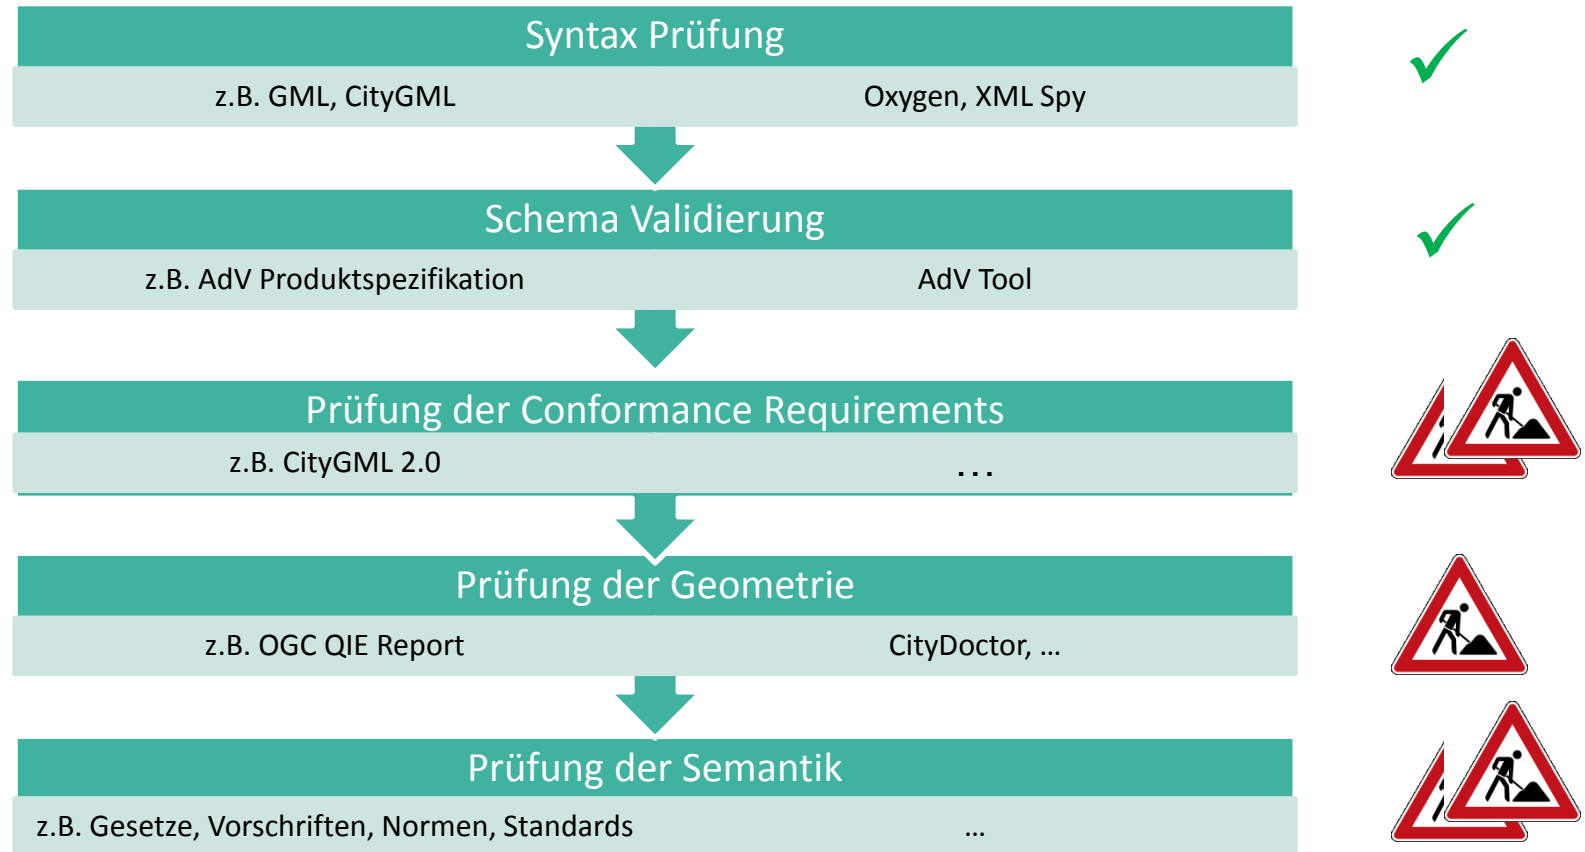 Syntax Prüfung
z.B. GML, CityGML
Oxygen, XML Spy
Schema Validierung
z.B. AdV Produktspezifikation
AdV Tool
Prüfung der Conformance Requirements
z.B. CityGML 2.0
...
Prüfung der Geometrie
z.B. OGC QIE Report
CityDoctor, ...
Prüfung der Semantik
z.B. Gesetze, Vorschriften, Normen, Standards
...